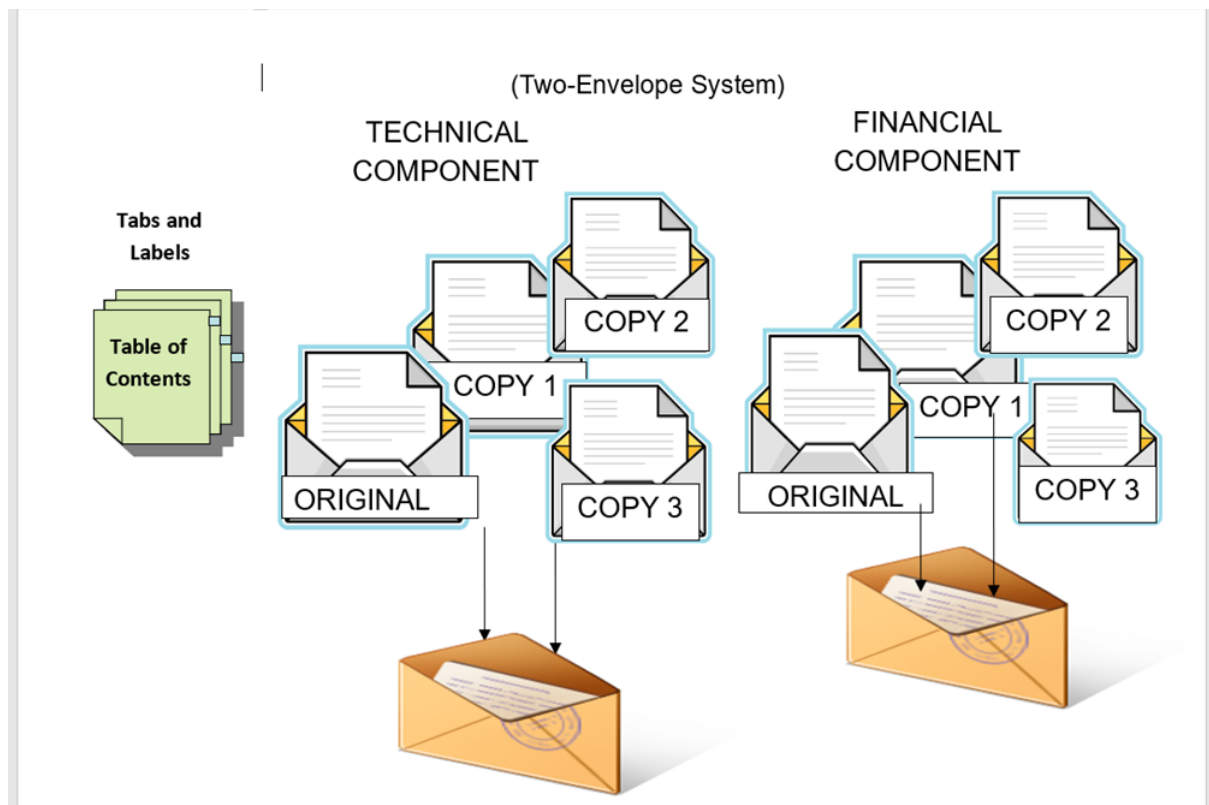 (Two-Envelope System)
TECHNICAL
COMPONENT
FINANCIAL
COMPONENT
Tabs and
Labels
Table of
Contents
COPY 2
COPY 1
ORIGINAL
COPY 3
COPY 2
COPY 1
ORIGINAL
COPY 3